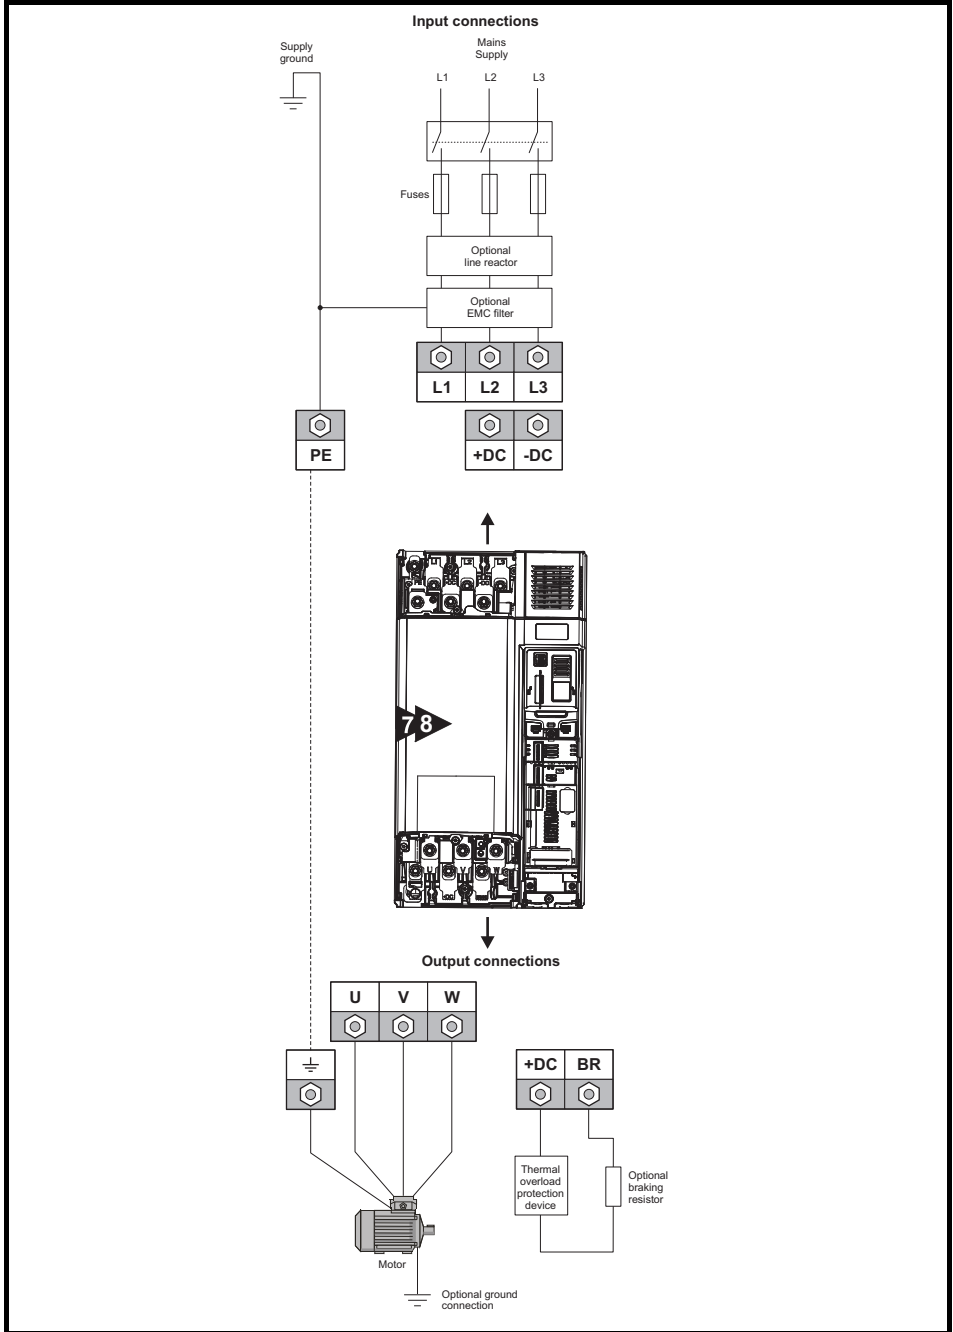 Input connections
Supply
ground
Mains
Supply
L1 L2 L3
Fuses
Optional
line reactor
Optional
EMC filter
L1 L2 L3
PE
+DC -DC
7 8
Output connections
U V W
+DC BR
Thermal
overload
protection
device
Optional
braking
resistor
Motor
Optional ground
connection